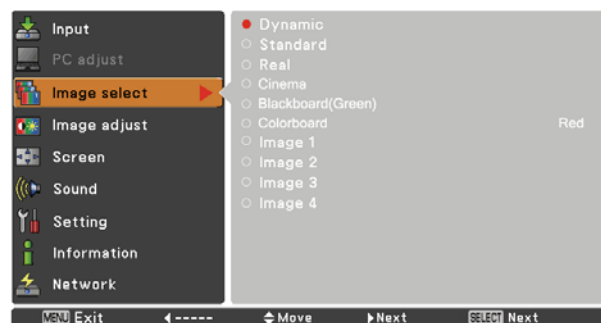 Input
PC adjust
Image select
Image adjust
Screen
Sound
Setting
Information
Network
Dynamic
Standard
Real
Cinema
Blackboard(Green)
Colorboard Red
Image 1
Image 2
Image 3
Image 4
MENU Exit ----- Move Next SELECT Next